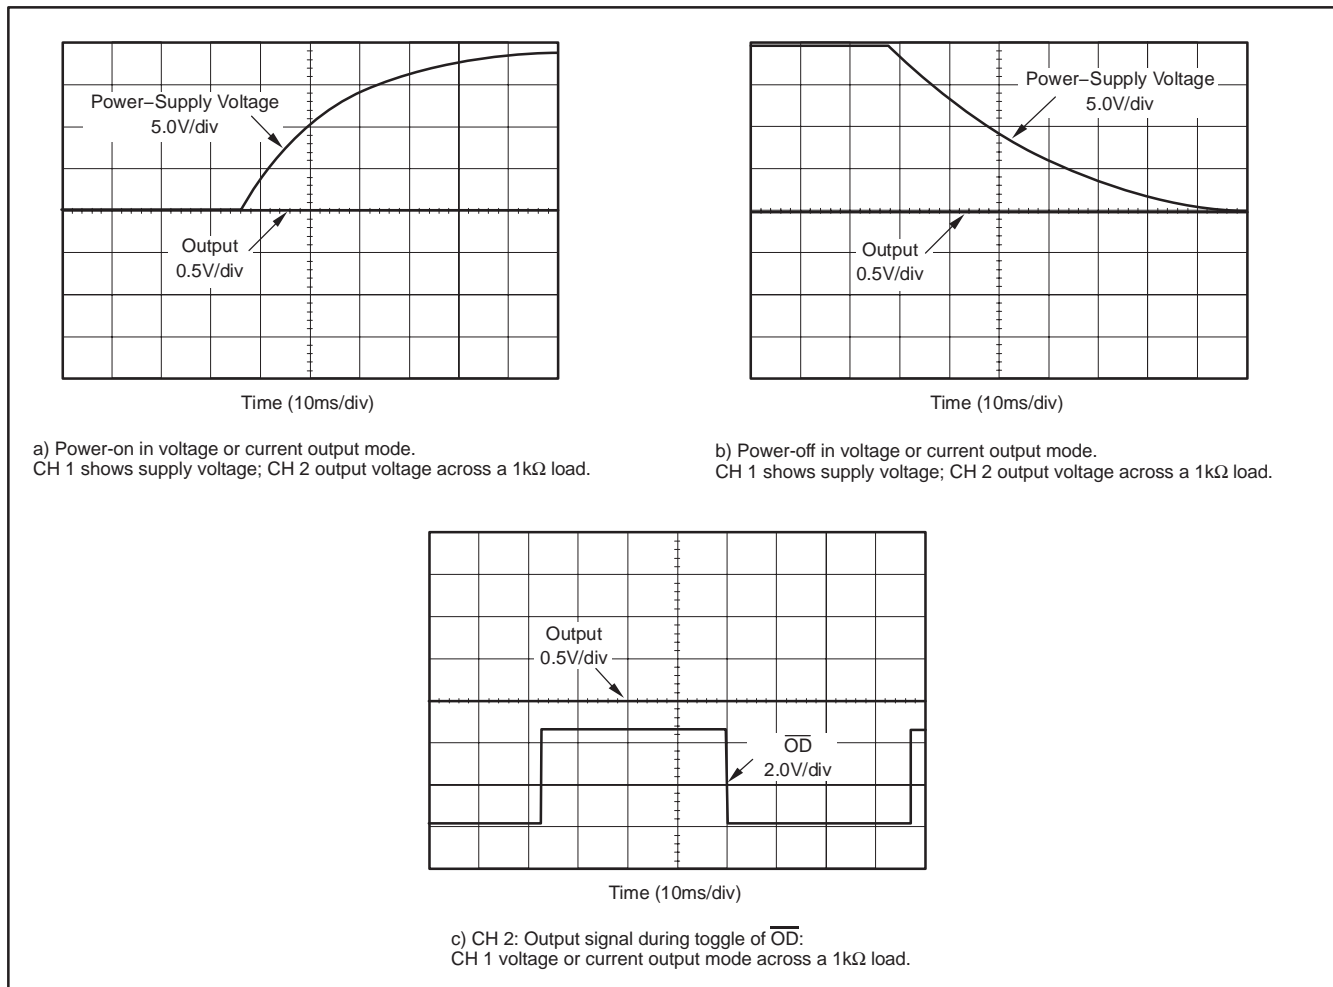 Power–Supply Voltage
5.0V/div
Output
0.5V/div
Time (10ms/div)
a) Power-on in voltage or current output mode.
CH 1 shows supply voltage; CH 2 output voltage across a 1kΩ load.
Power–Supply Voltage
5.0V/div
Output
0.5V/div
Time (10ms/div)
b) Power-off in voltage or current output mode.
CH 1 shows supply voltage; CH 2 output voltage across a 1kΩ load.
Output
0.5V/div
O̅D̅
2.0V/div
Time (10ms/div)
c) CH 2: Output signal during toggle of O̅D̅:
CH 1 voltage or current output mode across a 1kΩ load.